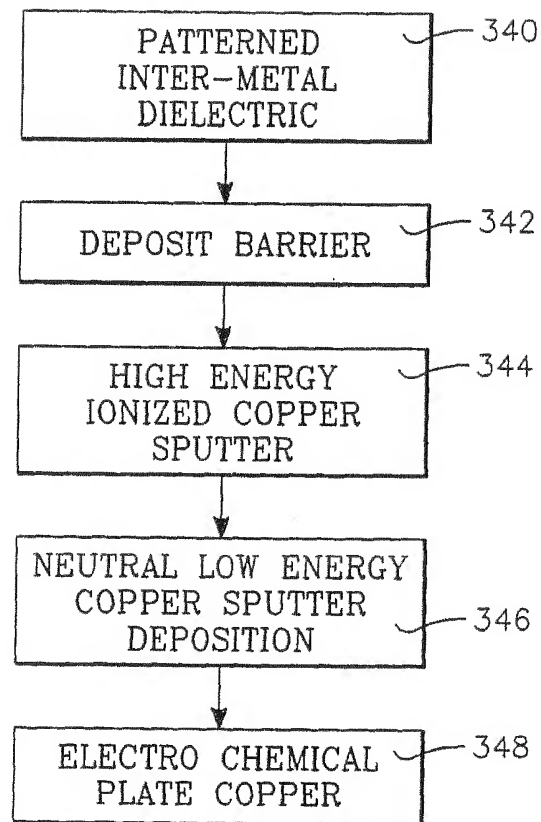 PATTERNED
INTER-METAL
DIELECTRIC
340
DEPOSIT BARRIER
342
HIGH ENERGY
IONIZED COPPER
SPUTTER
344
NEUTRAL LOW ENERGY
COPPER SPUTTER
DEPOSITION
346
ELECTRO CHEMICAL
PLATE COPPER
348